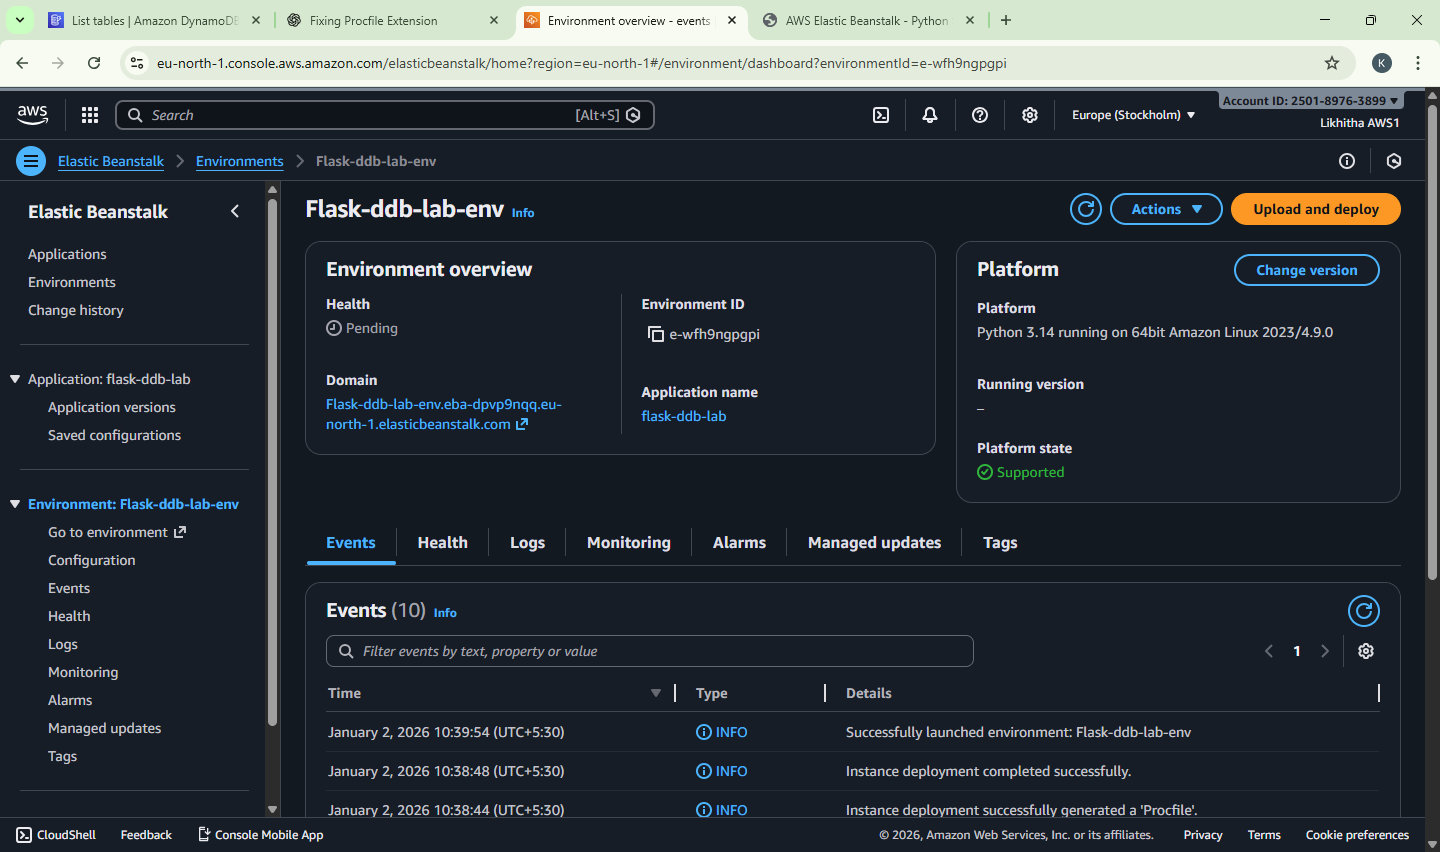 List tables | Amazon DynamoDB
Fixing Procfile Extension
Environment overview - events
AWS Elastic Beanstalk - Python
eu-north-1.console.aws.amazon.com/elasticbeanstalk/home?region=eu-north-1#/environment/dashboard?environmentId=e-wfh9ngpgpi
K
aws
Search
[Alt+S]
Europe (Stockholm)
Account ID: 2501-8976-3899
Likhitha AWS1
Elastic Beanstalk
Environments
Flask-ddb-lab-env
Elastic Beanstalk
Applications
Environments
Change history
Application: flask-ddb-lab
Application versions
Saved configurations
Environment: Flask-ddb-lab-env
Go to environment
Configuration
Events
Health
Logs
Monitoring
Alarms
Managed updates
Tags
Flask-ddb-lab-env Info
Actions
Upload and deploy
Environment overview
Health
Pending
Domain
Flask-ddb-lab-env.eba-dpvp9nqq.eu-
north-1.elasticbeanstalk.com
Environment ID
e-wfh9ngpgpi
Application name
flask-ddb-lab
Platform
Change version
Platform
Python 3.14 running on 64bit Amazon Linux 2023/4.9.0
Running version
–
Platform state
Supported
Events
Health
Logs
Monitoring
Alarms
Managed updates
Tags
Events (10) Info
Filter events by text, property or value
1
Time
Type
Details
January 2, 2026 10:39:54 (UTC+5:30) INFO Successfully launched environment: Flask-ddb-lab-env
January 2, 2026 10:38:48 (UTC+5:30) INFO Instance deployment completed successfully.
January 2, 2026 10:38:44 (UTC+5:30) INFO Instance deployment successfully generated a 'Procfile'.
CloudShell
Feedback
Console Mobile App
© 2026, Amazon Web Services, Inc. or its affiliates.
Privacy
Terms
Cookie preferences